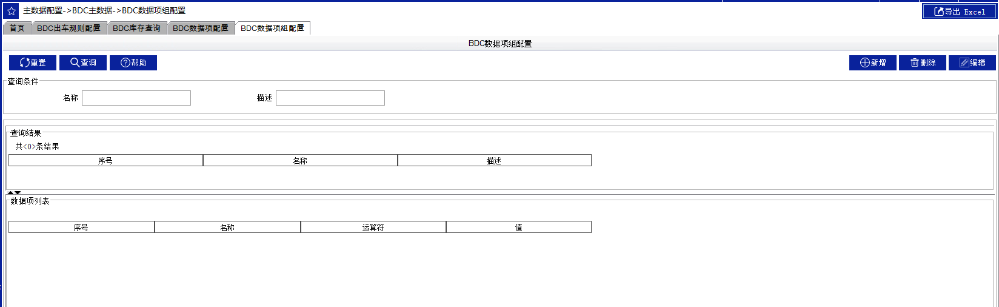 主数据配置->BDC主数据->BDC数据项组配置
导出 Excel
首页 BDC出车规则配置 BDC库存查询 BDC数据项配置 BDC数据项组配置
BDC数据项组配置
重置 查询 帮助 新增 删除 编辑
查询条件
名称 描述
查询结果
共<0>条结果
序号 名称 描述
数据项列表
序号 名称 运算符 值